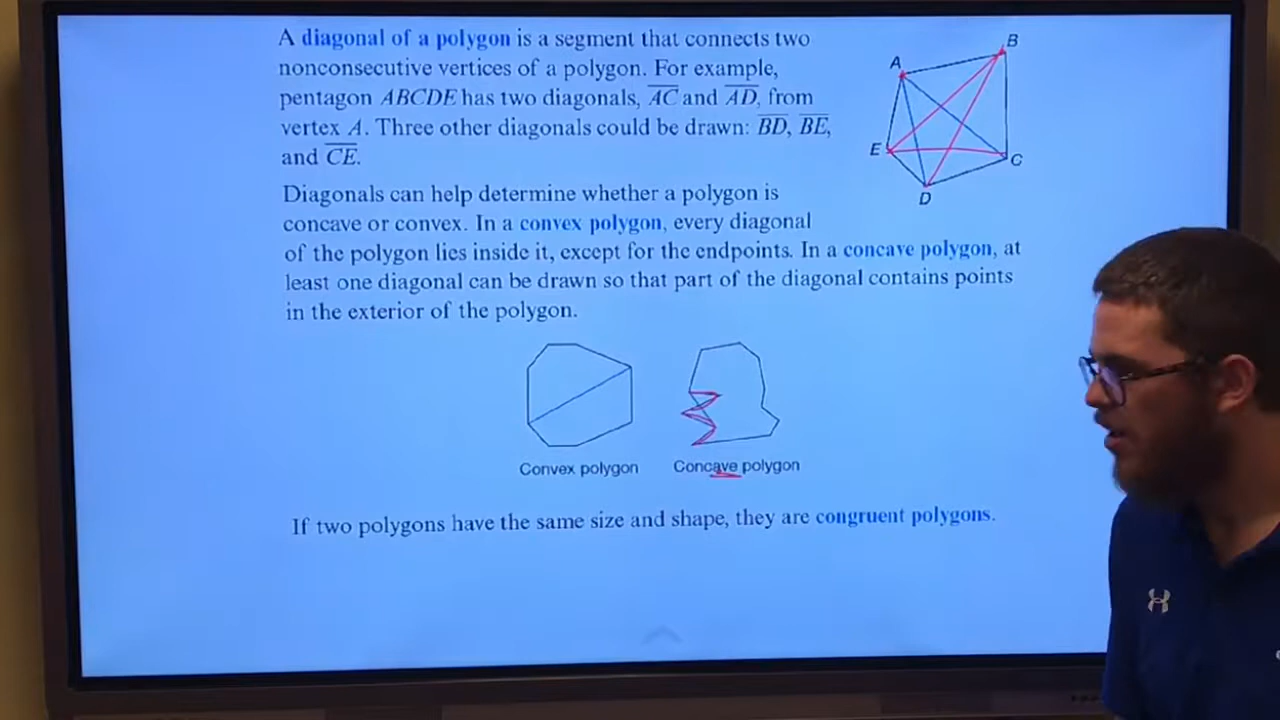 A diagonal of a polygon is a segment that connects two
nonconsecutive vertices of a polygon. For example,
pentagon ABCDE has two diagonals, AC and AD, from
vertex A. Three other diagonals could be drawn: BD, BE,
and CE.
A
B
E
C
D
Diagonals can help determine whether a polygon is
concave or convex. In a convex polygon, every diagonal
of the polygon lies inside it, except for the endpoints. In a concave polygon, at
least one diagonal can be drawn so that part of the diagonal contains points
in the exterior of the polygon.
Convex polygon
Concave polygon
If two polygons have the same size and shape, they are congruent polygons.